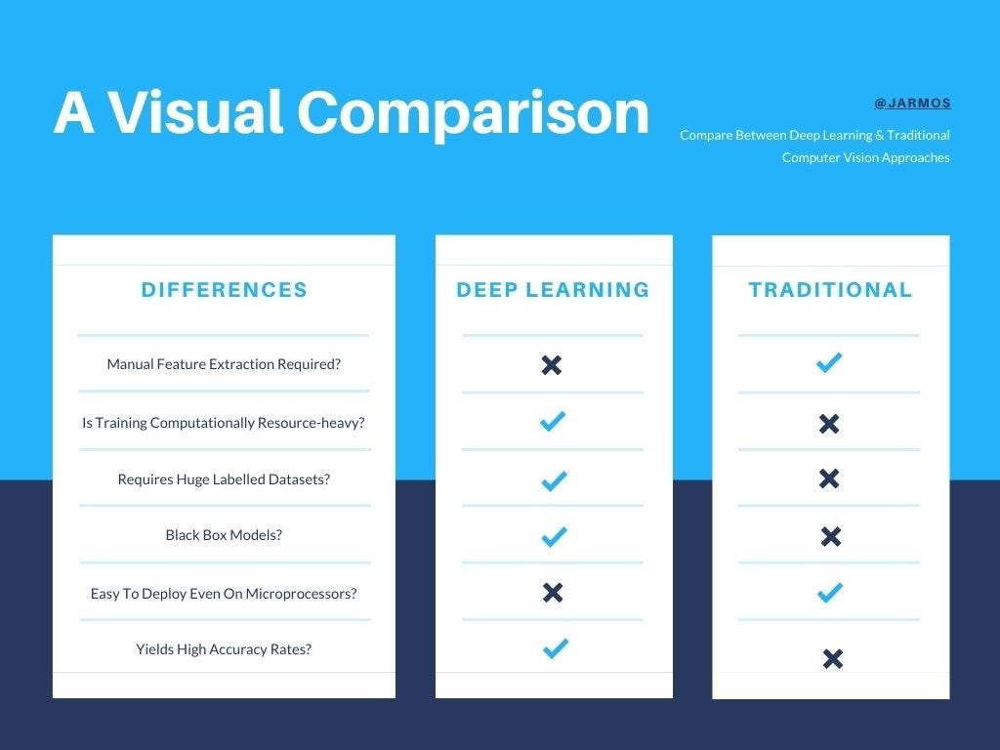 A Visual Comparison
@JARMOS
Compare Between Deep Learning & Traditional
Computer Vision Approaches
DIFFERENCES
DEEP LEARNING
TRADITIONAL
Manual Feature Extraction Required?
Is Training Computationally Resource-heavy?
Requires Huge Labelled Datasets?
Black Box Models?
Easy To Deploy Even On Microprocessors?
Yields High Accuracy Rates?